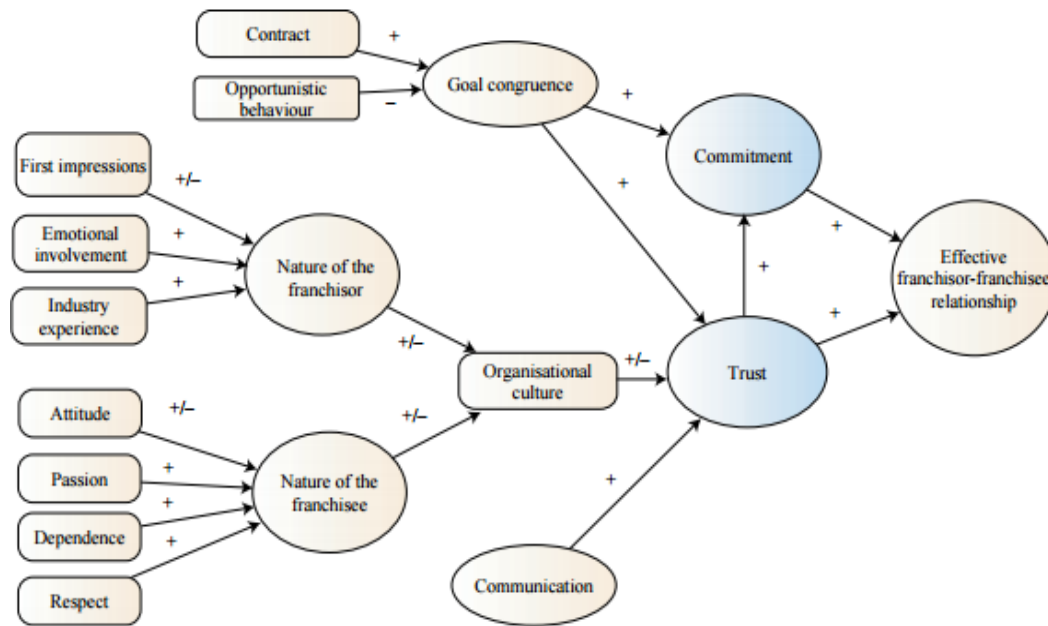 Contract
+
Opportunistic
behaviour
–
Goal congruence
+
Commitment
+
First impressions
+/–
Emotional
involvement
+
Industry
experience
+
Nature of the
franchisor
+/–
+
+
Effective
franchisor-franchisee
relationship
+
Organisational
culture
+/–
Trust
Attitude
+/–
Passion
+
Dependence
+
Respect
+
Nature of the
franchisee
+/–
+
Communication